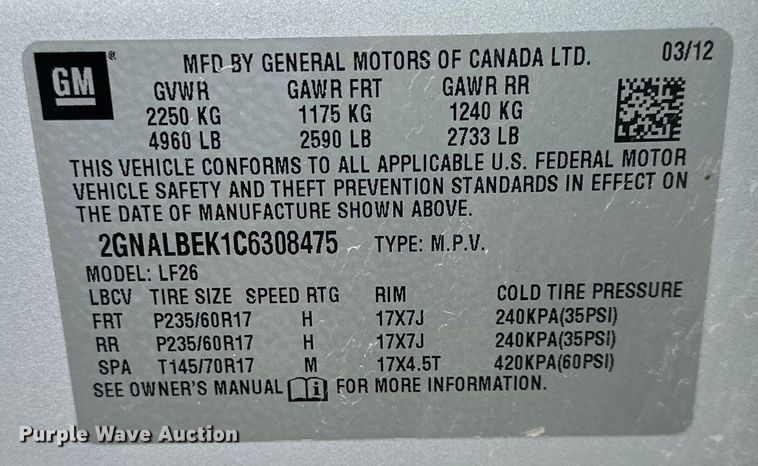 GM ®
MFD BY GENERAL MOTORS OF CANADA LTD. 03/12
GVWR GAWR FRT GAWR RR
2250 KG 1175 KG 1240 KG
4960 LB 2590 LB 2733 LB
THIS VEHICLE CONFORMS TO ALL APPLICABLE U.S. FEDERAL MOTOR
VEHICLE SAFETY AND THEFT PREVENTION STANDARDS IN EFFECT ON
THE DATE OF MANUFACTURE SHOWN ABOVE.
2GNALBEK1C6308475 TYPE: M.P.V.
MODEL: LF26
LBCV TIRE SIZE SPEED RTG RIM COLD TIRE PRESSURE
FRT P235/60R17 H 17X7J 240KPA(35PSI)
RR P235/60R17 H 17X7J 240KPA(35PSI)
SPA T145/70R17 M 17X4.5T 420KPA(60PSI)
SEE OWNER'S MANUAL i FOR MORE INFORMATION.
Purple Wave Auction